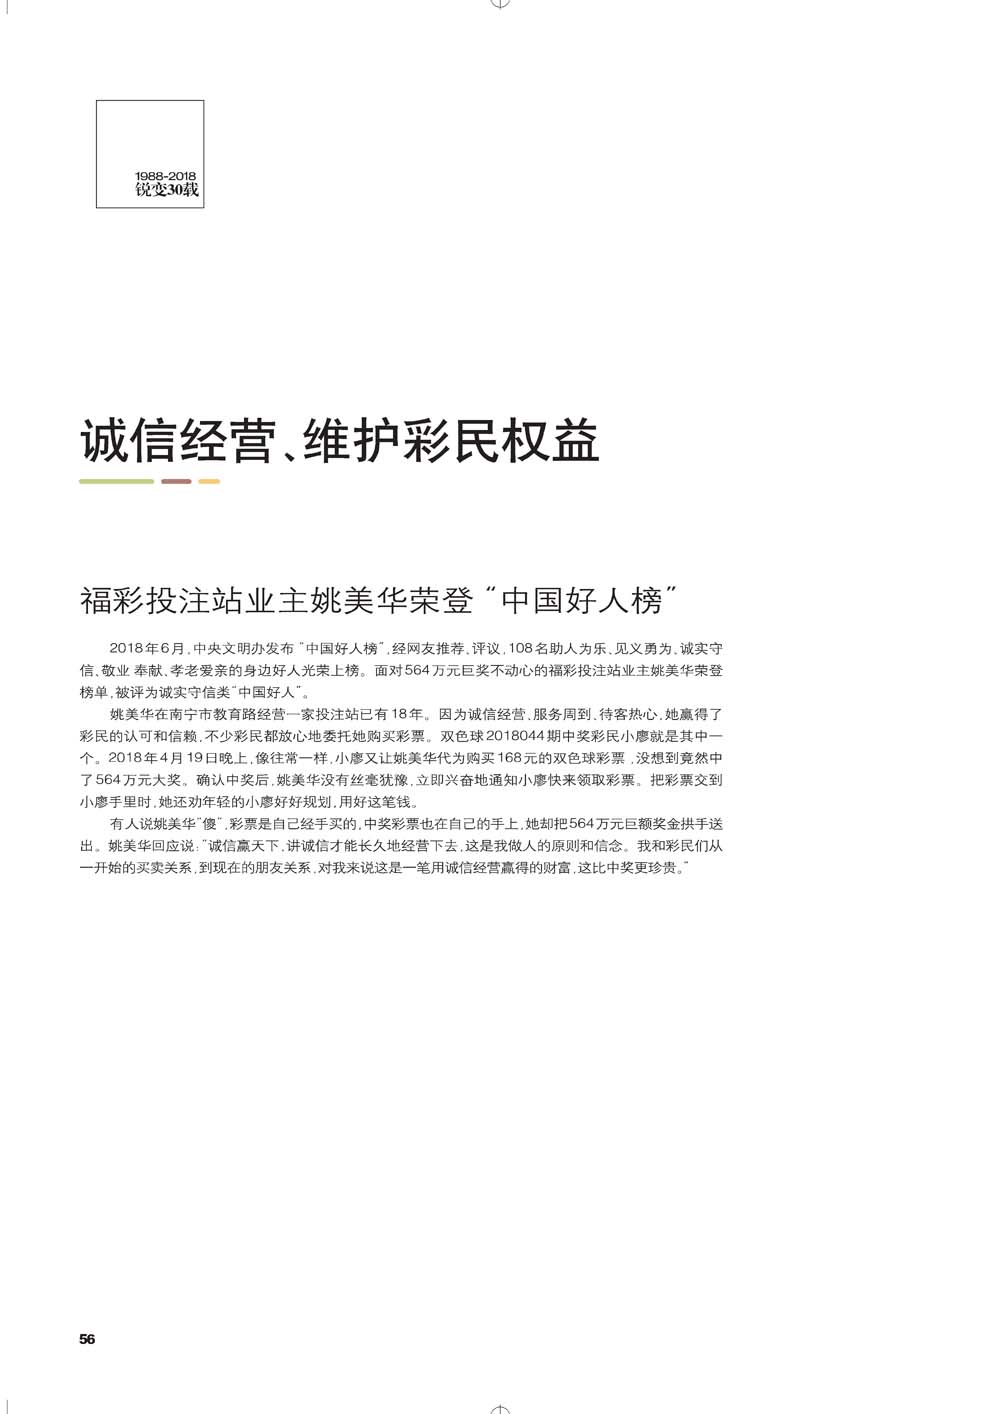 1988-2018
锐变30载
诚信经营、维护彩民权益
福彩投注站业主姚美华荣登“中国好人榜”
2018年6月,中央文明办发布“中国好人榜”,经网友推荐、评议,108名助人为乐、见义勇为、诚实守
信、敬业 奉献、孝老爱亲的身边好人光荣上榜。面对564万元巨奖不动心的福彩投注站业主姚美华荣登
榜单,被评为诚实守信类“中国好人”。
姚美华在南宁市教育路经营一家投注站已有18年。因为诚信经营、服务周到、待客热心,她赢得了
彩民的认可和信赖,不少彩民都放心地委托她购买彩票。双色球2018044期中奖彩民小廖就是其中一
个。2018年4月19日晚上,像往常一样,小廖又让姚美华代为购买168元的双色球彩票 ,没想到竟然中
了564万元大奖。确认中奖后,姚美华没有丝毫犹豫,立即兴奋地通知小廖快来领取彩票。把彩票交到
小廖手里时,她还劝年轻的小廖好好规划,用好这笔钱。
有人说姚美华“傻”,彩票是自己经手买的,中奖彩票也在自己的手上,她却把564万元巨额奖金拱手送
出。姚美华回应说:“诚信赢天下,讲诚信才能长久地经营下去,这是我做人的原则和信念。我和彩民们从
一开始的买卖关系,到现在的朋友关系,对我来说这是一笔用诚信经营赢得的财富,这比中奖更珍贵。”
56